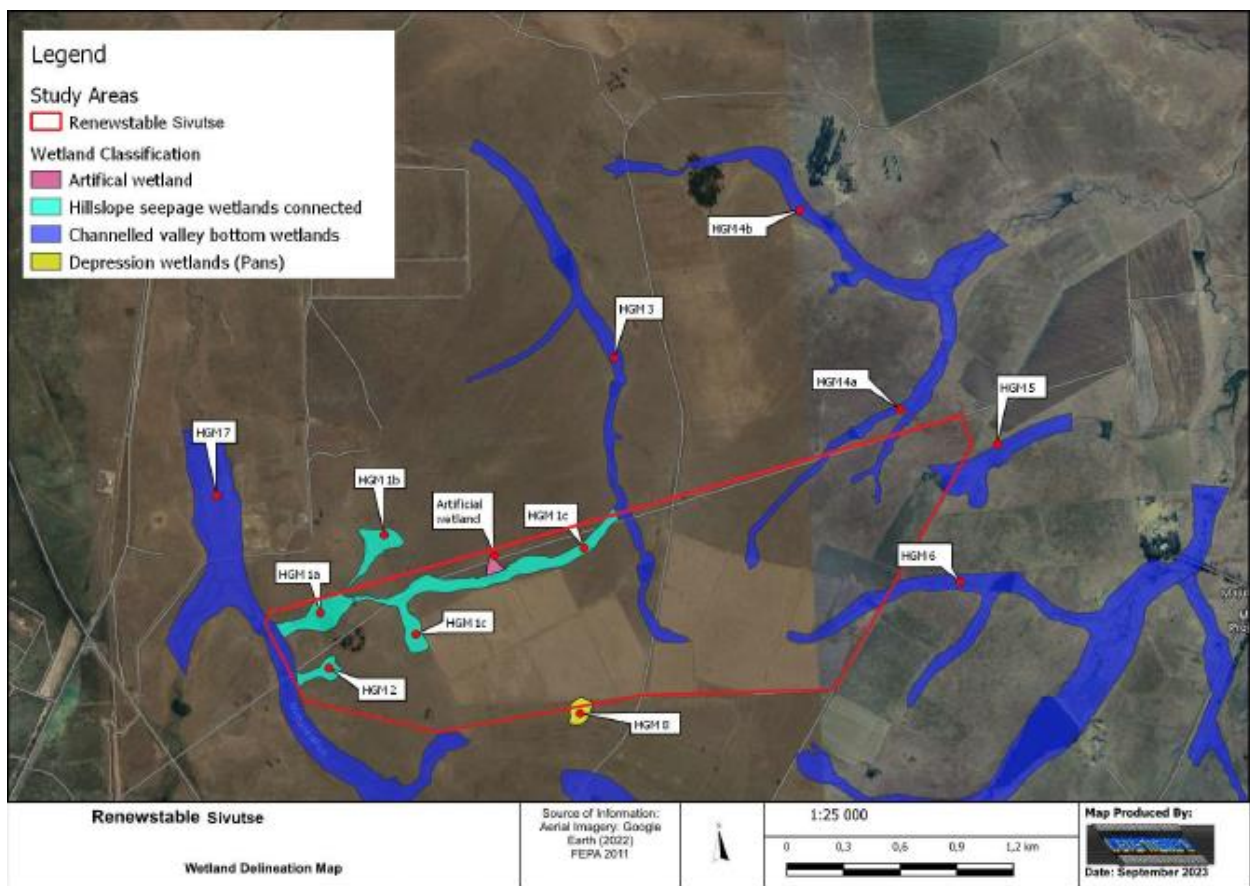 Legend
Study Areas
Renewstable Sivutse
Wetland Classification
Artifical wetland
Hillslope seepage wetlands connected
Channelled valley bottom wetlands
Depression wetlands (Pans)
HGM 4b
HGM 3
HGM 4a
HGM 5
HGM 7
HGM 1b
Artificial
wetland
HGM 1c
HGM 6
HGM 1a
HGM 1c
HGM 2
HGM 8
Renewstable Sivutse
Wetland Delineation Map
Source of Information:
Aerial Imagery: Google
Earth (2022)
FEPA 2011
1:25 000
0 0,3 0,6 0,9 1,2 km
Map Produced By:
Date: September 2023